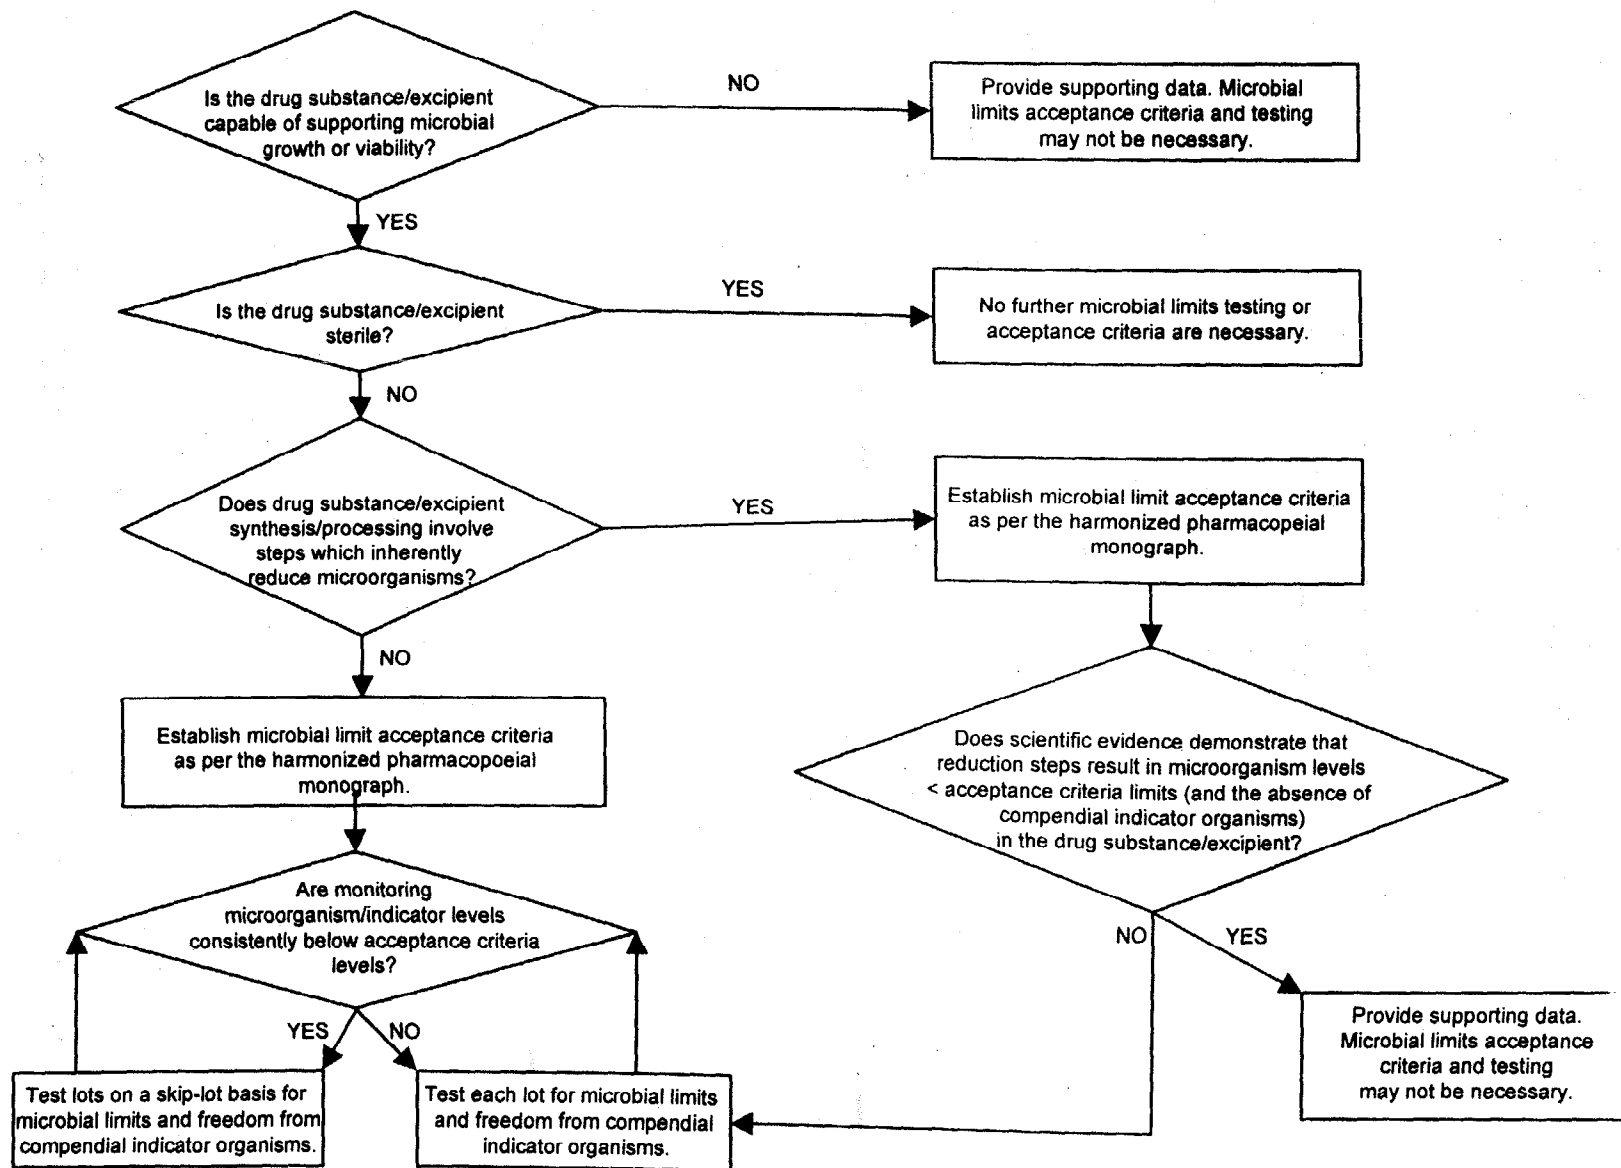 Is the drug substance/excipient
capable of supporting microbial
growth or viability?
NO
Provide supporting data. Microbial
limits acceptance criteria and testing
may not be necessary.
YES
Is the drug substance/excipient
sterile?
YES
No further microbial limits testing or
acceptance criteria are necessary.
NO
Does drug substance/excipient
synthesis/processing involve
steps which inherently
reduce microorganisms?
YES
Establish microbial limit acceptance criteria
as per the harmonized pharmacopeial
monograph.
NO
Establish microbial limit acceptance criteria
as per the harmonized pharmacopoeial
monograph.
Does scientific evidence demonstrate that
reduction steps result in microorganism levels
< acceptance criteria limits (and the absence of
compendial indicator organisms)
in the drug substance/excipient?
Are monitoring
microorganism/indicator levels
consistently below acceptance criteria
levels?
NO
YES
YES
NO
Provide supporting data.
Microbial limits acceptance
criteria and testing
may not be necessary.
Test lots on a skip-lot basis for
microbial limits and freedom from
compendial indicator organisms.
Test each lot for microbial limits
and freedom from compendial
indicator organisms.